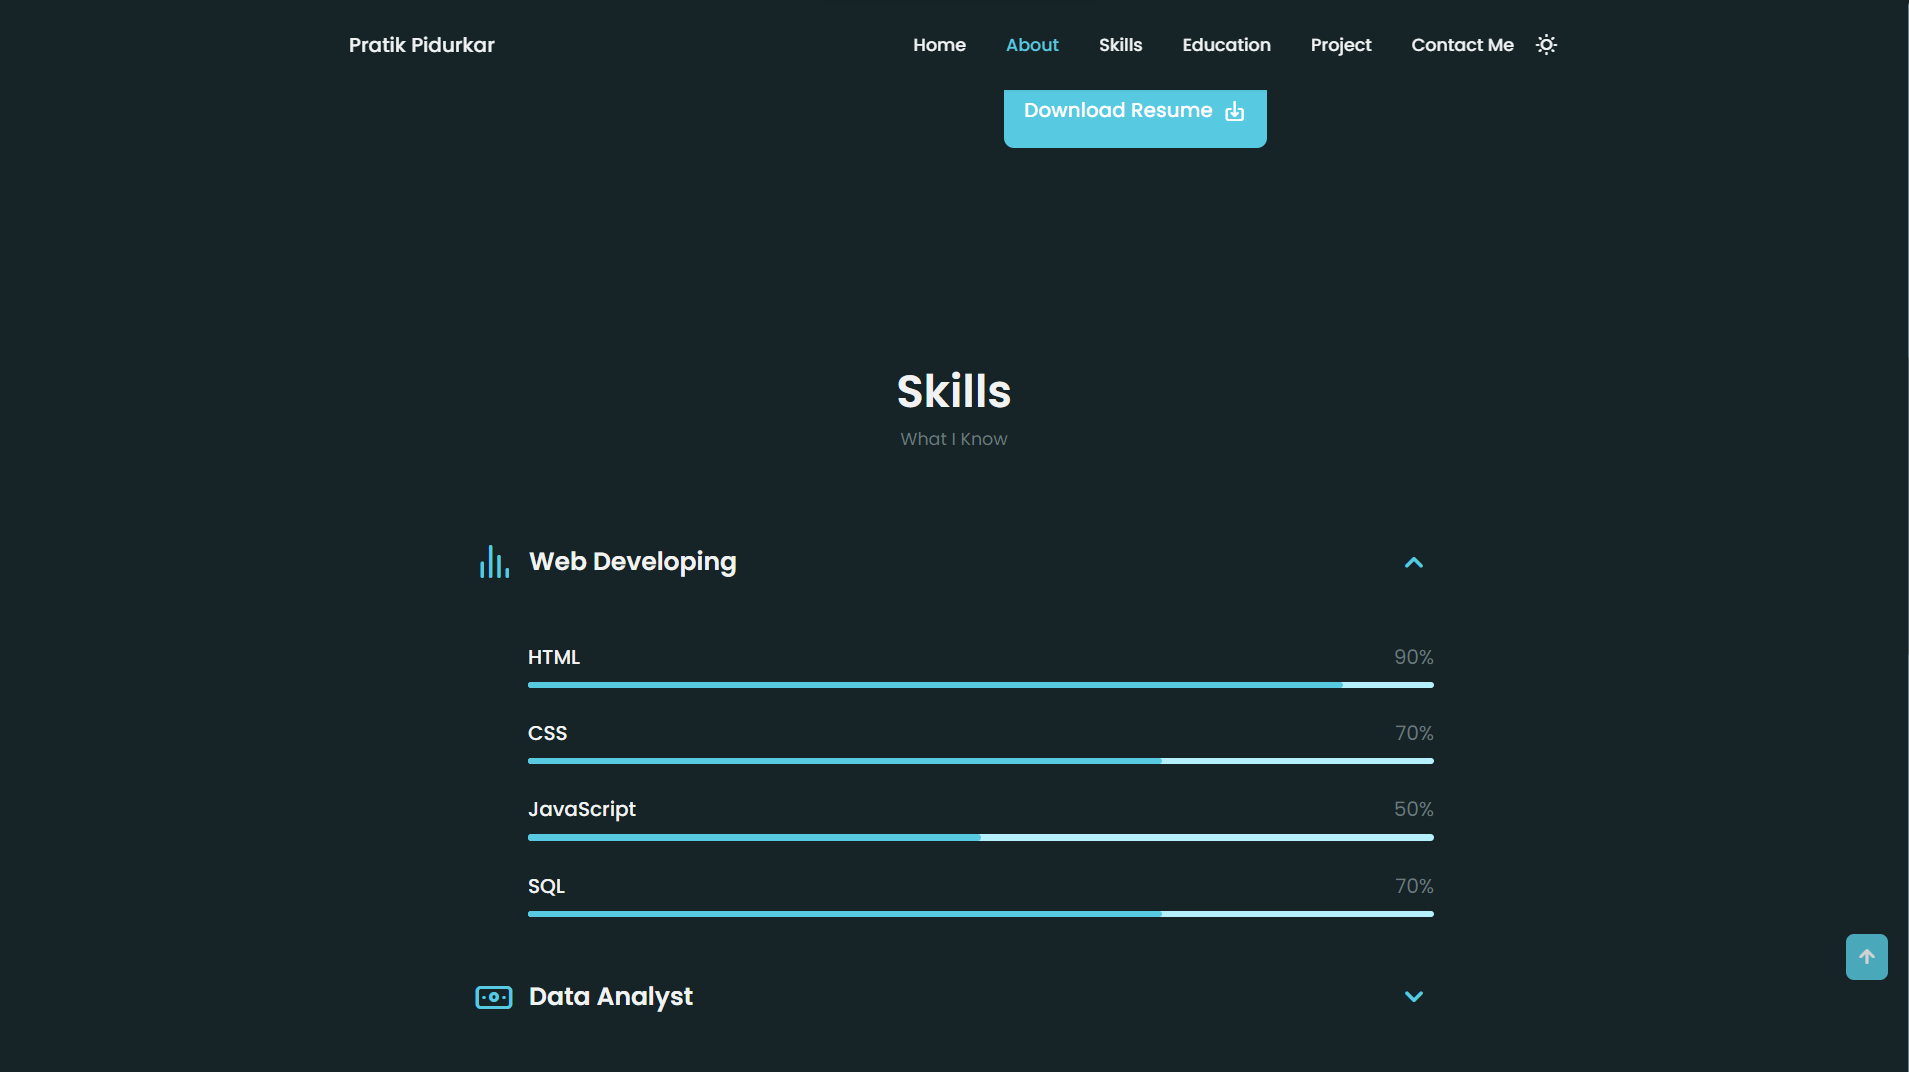 Pratik Pidurkar
Home About Skills Education Project Contact Me
Download Resume
Skills
What I Know
Web Developing
HTML 90%
CSS 70%
JavaScript 50%
SQL 70%
Data Analyst